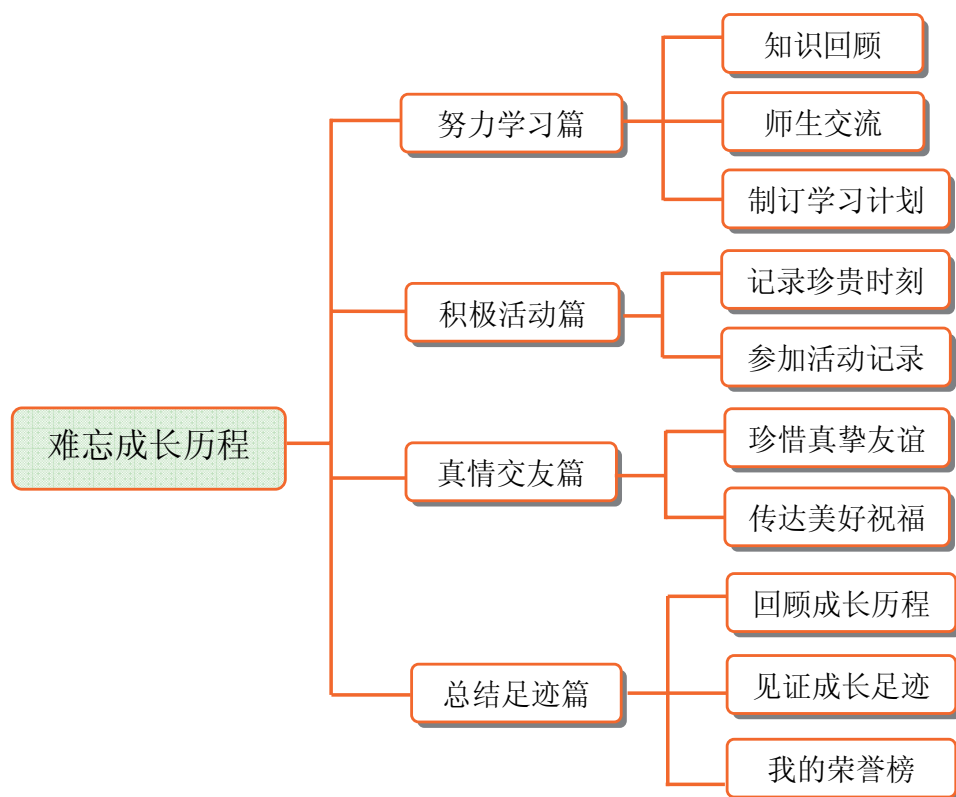 难忘成长历程
努力学习篇
知识回顾
师生交流
制订学习计划
积极活动篇
记录珍贵时刻
参加活动记录
真情交友篇
珍惜真挚友谊
传达美好祝福
总结足迹篇
回顾成长历程
见证成长足迹
我的荣誉榜